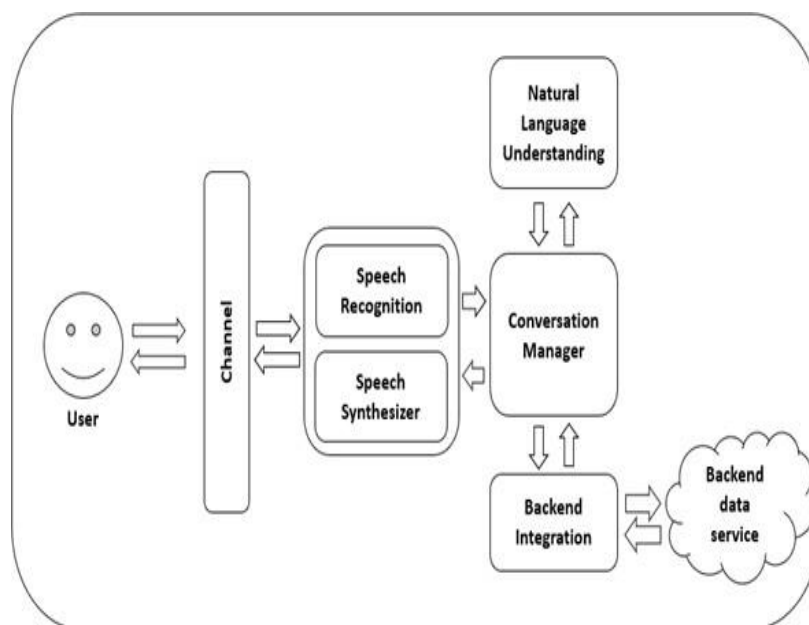 Natural
Language
Understanding
Channel
Speech
Recognition
Conversation
Manager
Speech
Synthesizer
User
Backend
Integration
Backend
data
service